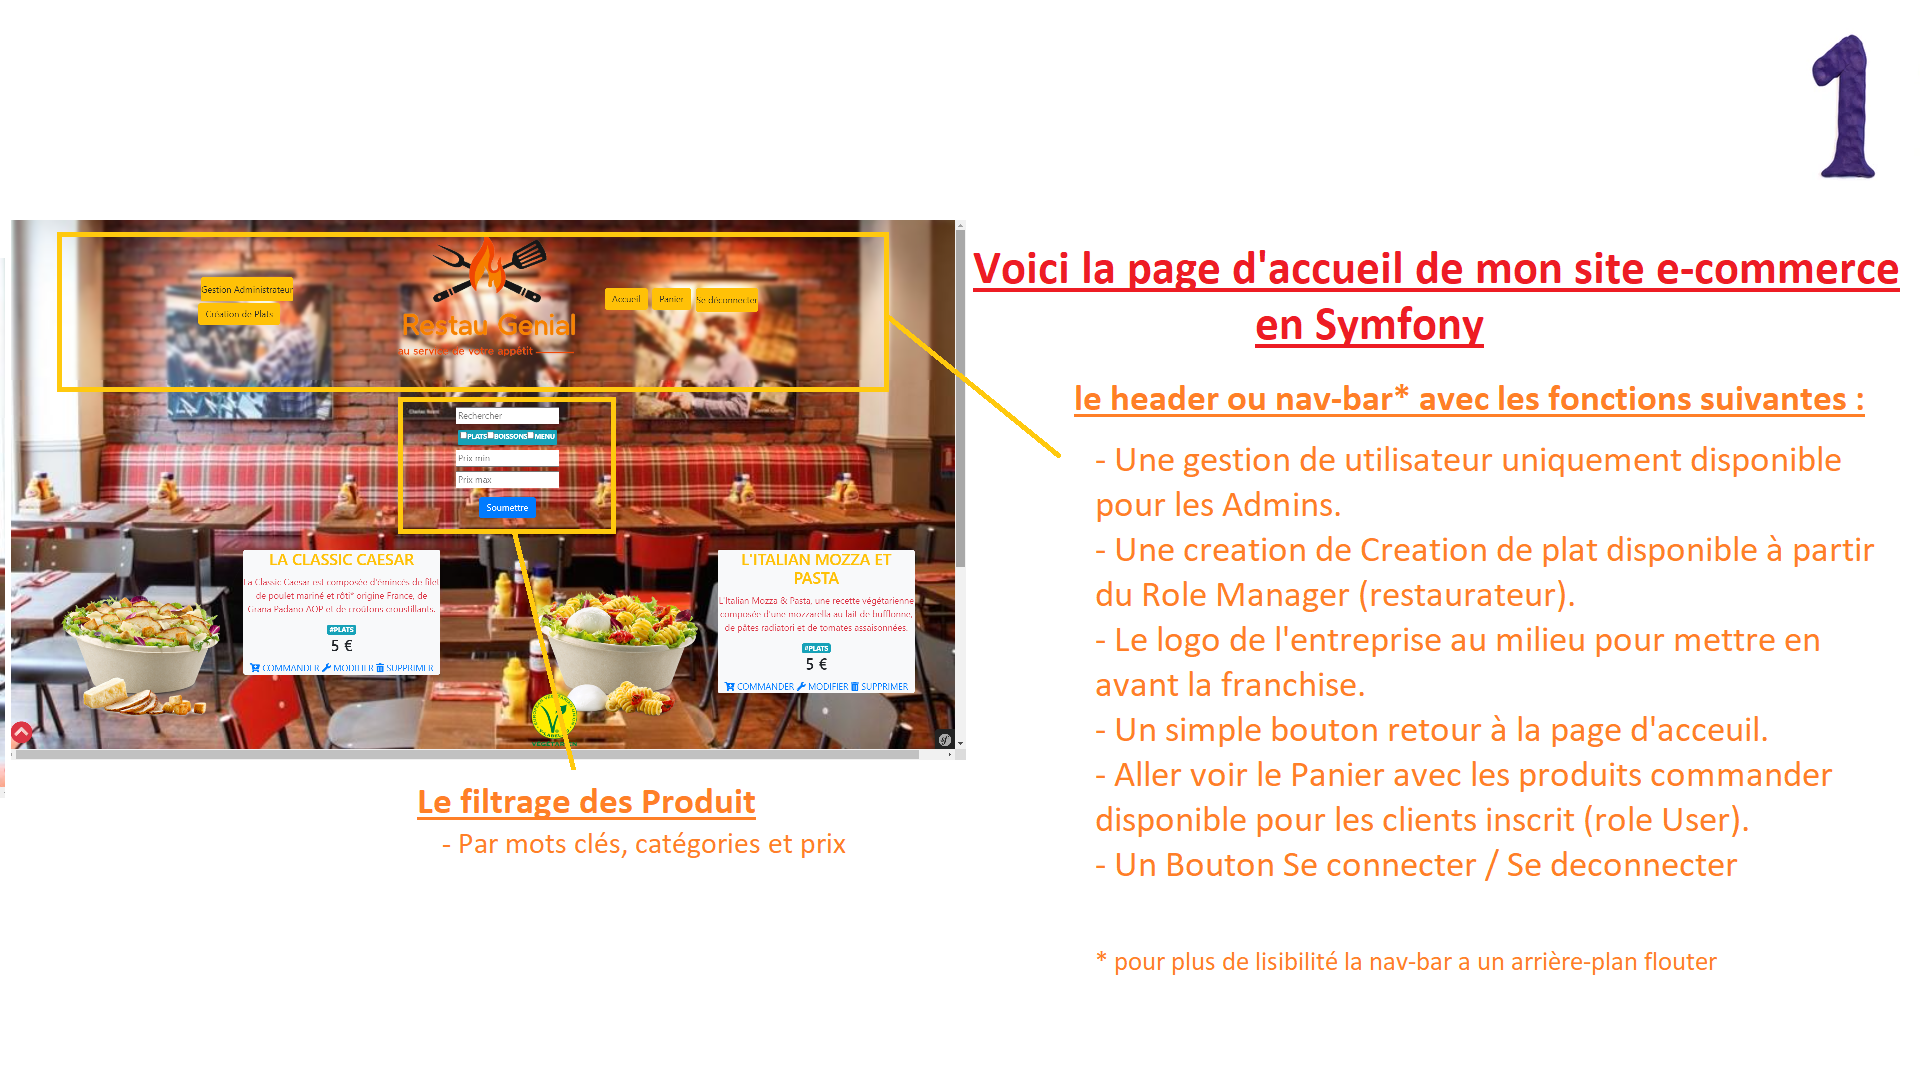 1
Gestion Administrateur
Création de Plats
Restau Genial
au service de votre appétit
Accueil Panier Se déconnecter
Rechercher
PLATS BOISSONS MENU
Prix min
Prix max
Soumettre
LA CLASSIC CAESAR
La Classic Caesar est composée d'émincés de filet
de poulet mariné et rôti* origine France, de
Grana Padano AOP et de croûtons croustillants.
#PLATS
5 €
COMMANDER MODIFIER SUPPRIMER
L'ITALIAN MOZZA ET
PASTA
L'Italian Mozza & Pasta, une recette végétarienne
composée d'une mozzarella au lait de bufflonne,
de pâtes radiatori et de tomates assaisonnées.
#PLATS
5 €
COMMANDER MODIFIER SUPPRIMER
Le filtrage des Produit
- Par mots clés, catégories et prix
Voici la page d'accueil de mon site e-commerce
en Symfony
le header ou nav-bar* avec les fonctions suivantes :
- Une gestion de utilisateur uniquement disponible
pour les Admins.
- Une creation de Creation de plat disponible à partir
du Role Manager (restaurateur).
- Le logo de l'entreprise au milieu pour mettre en
avant la franchise.
- Un simple bouton retour à la page d'acceuil.
- Aller voir le Panier avec les produits commander
disponible pour les clients inscrit (role User).
- Un Bouton Se connecter / Se deconnecter
* pour plus de lisibilité la nav-bar a un arrière-plan flouter